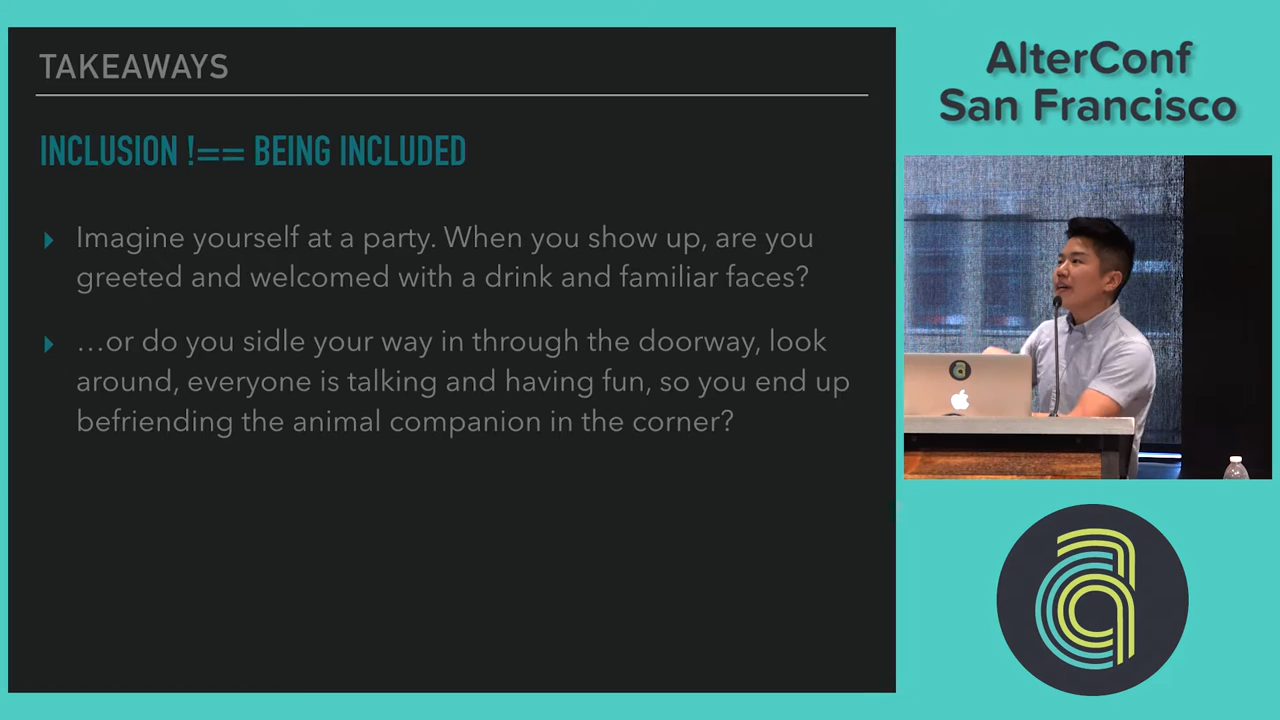 TAKEAWAYS
INCLUSION !== BEING INCLUDED
Imagine yourself at a party. When you show up, are you
greeted and welcomed with a drink and familiar faces?
...or do you sidle your way in through the doorway, look
around, everyone is talking and having fun, so you end up
befriending the animal companion in the corner?
AlterConf
San Francisco